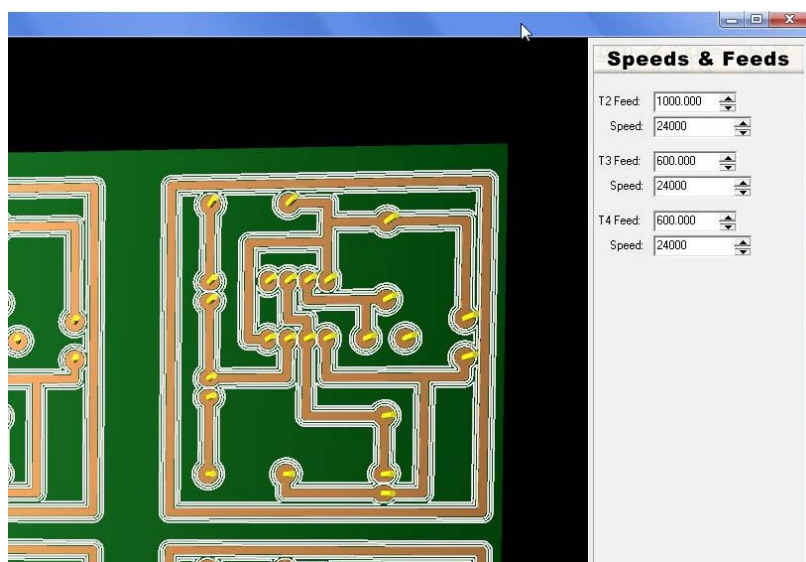 Speeds & Feeds
T2 Feed: 1000.000
Speed: 24000
T3 Feed: 600.000
Speed: 24000
T4 Feed: 600.000
Speed: 24000